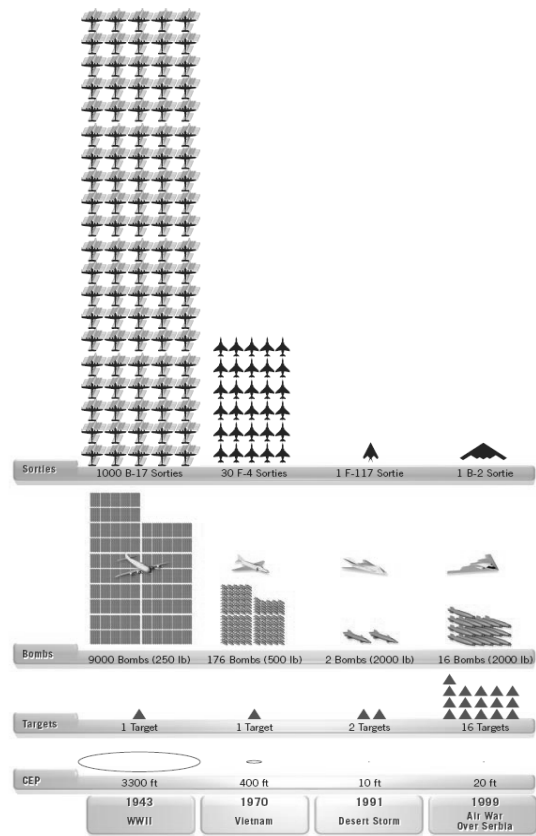 Sorties
1000 B-17 Sorties
30 F-4 Sorties
1 F-117 Sortie
1 B-2 Sortie
Bombs
9000 Bombs (250 lb)
176 Bombs (500 lb)
2 Bombs (2000 lb)
16 Bombs (2000 lb)
Targets
1 Target
1 Target
2 Targets
16 Targets
CEP
3300 ft
400 ft
10 ft
20 ft
1943
WWII
1970
Vietnam
1991
Desert Storm
1999
Air War
Over Serbia